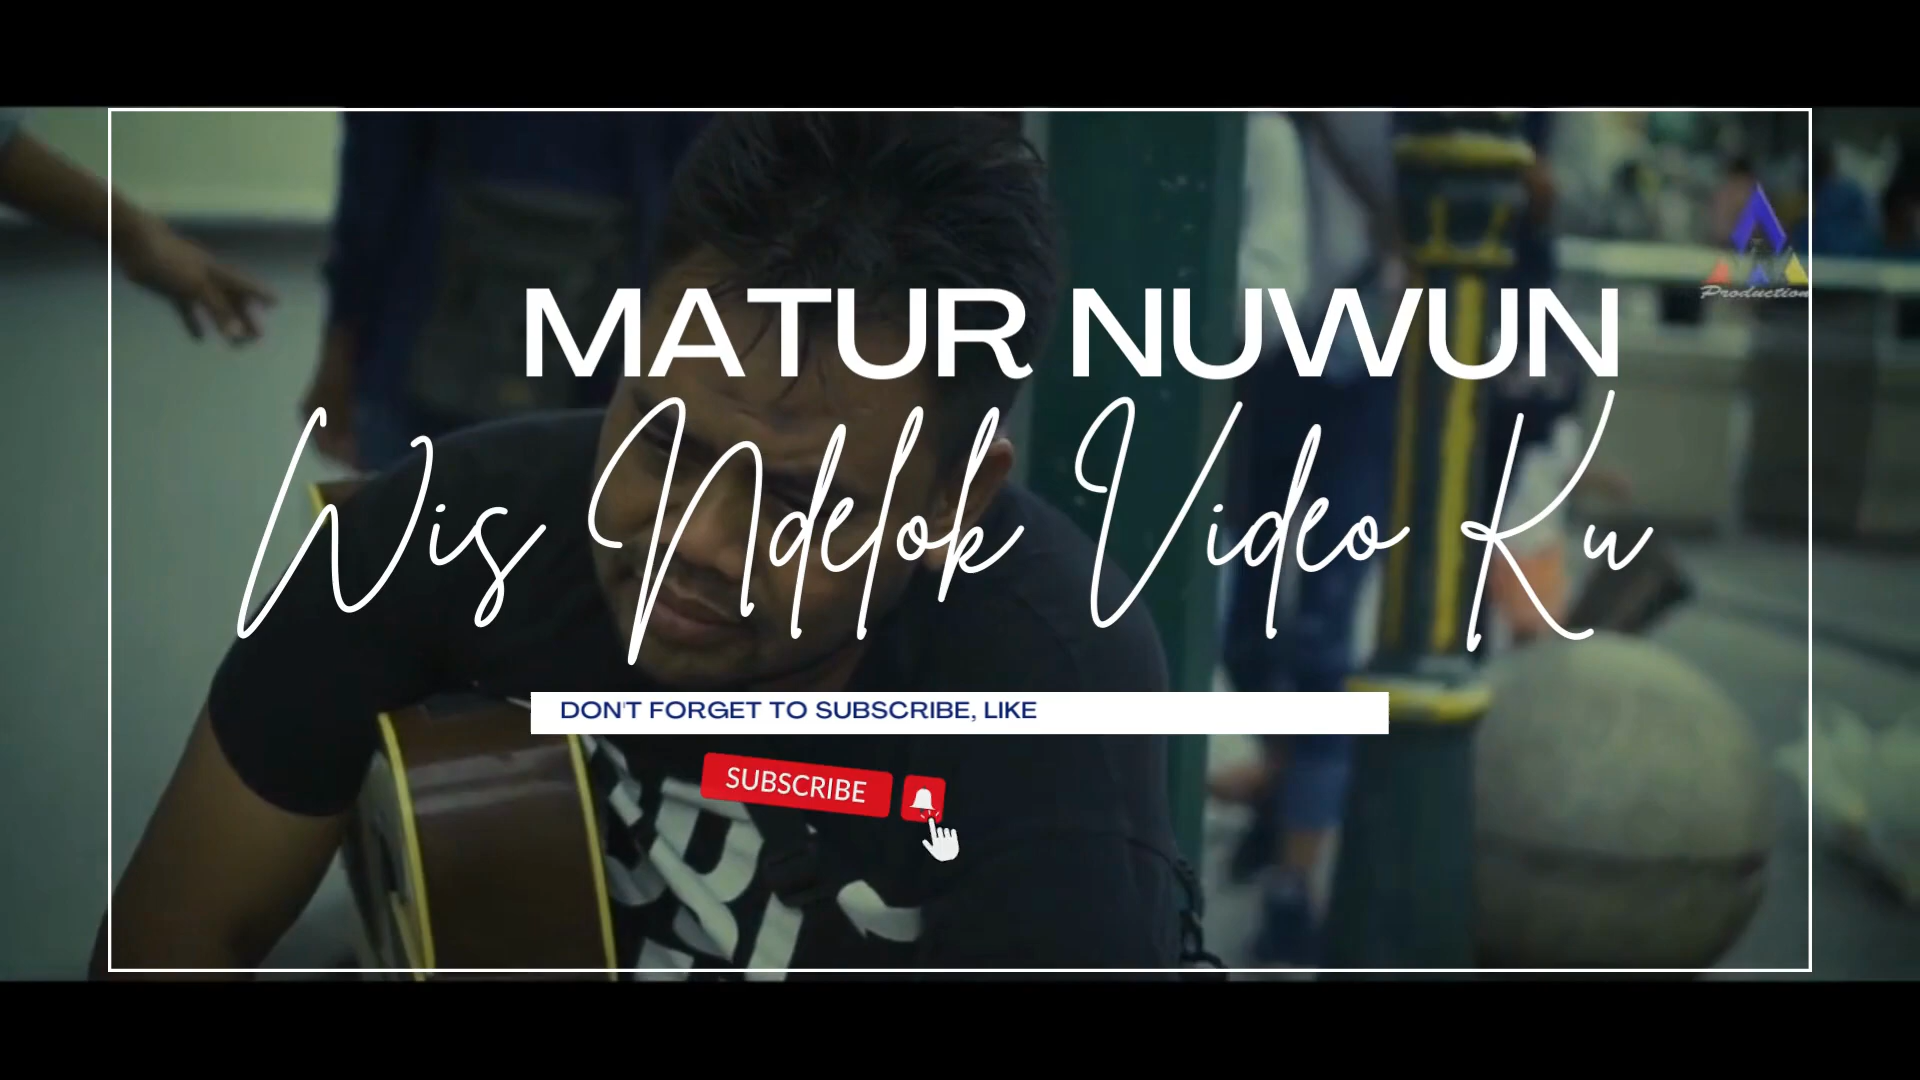 MATUR NUWUN
Wis Ndelok Video Ku
DON'T FORGET TO SUBSCRIBE, LIKE
SUBSCRIBE
Production